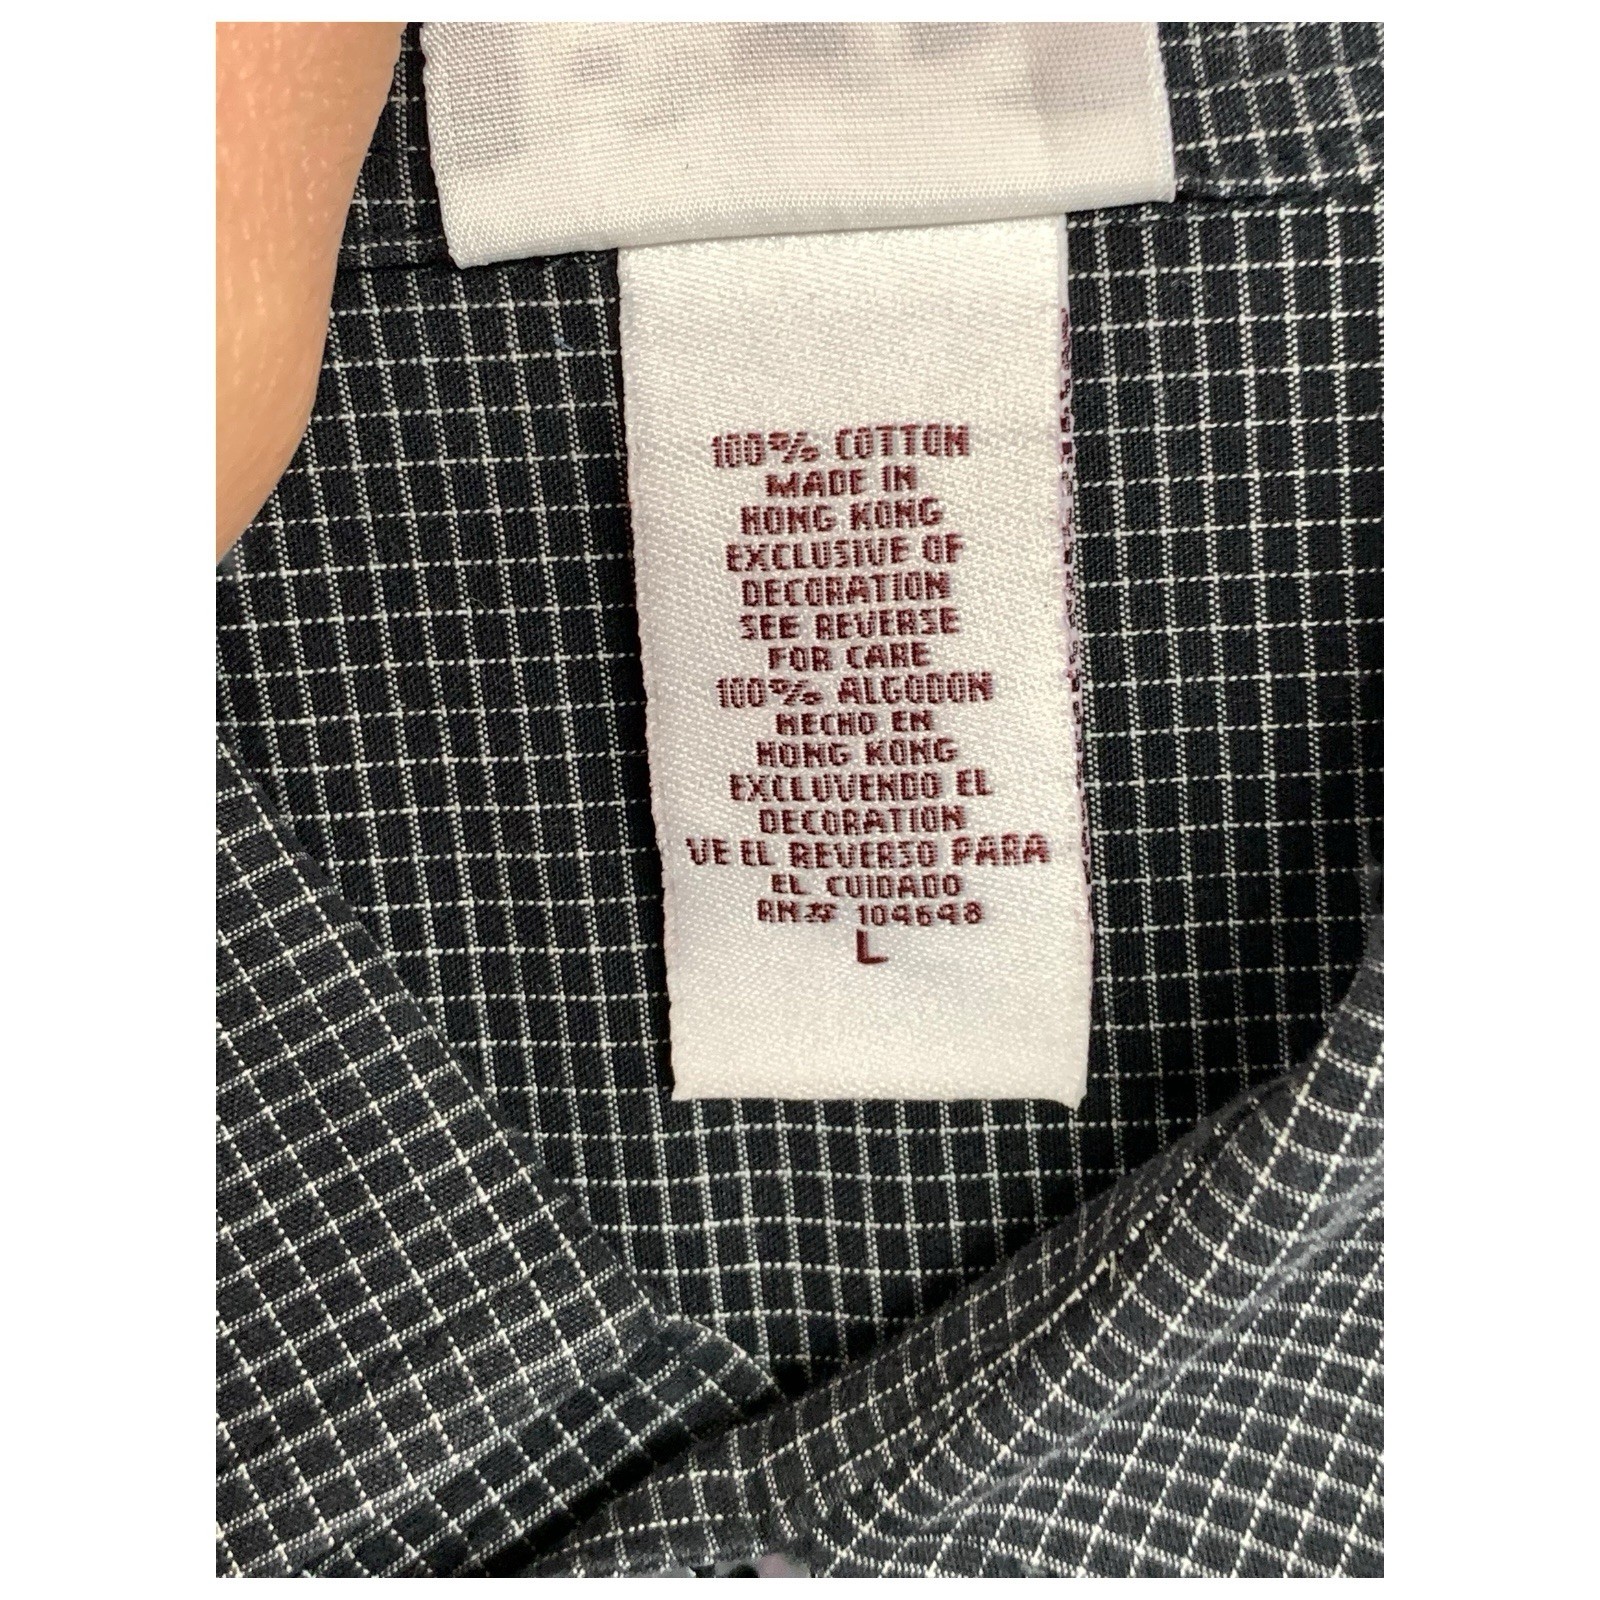 100% COTTON
MADE IN
HONG KONG
EXCLUSIVE OF
DECORATION
SEE REVERSE
FOR CARE
100% ALGODON
HECHO EN
HONG KONG
EXCLUVENDO EL
DECORATION
VE EL REVERSO PARA
EL CUIDADO
RN# 104648
L